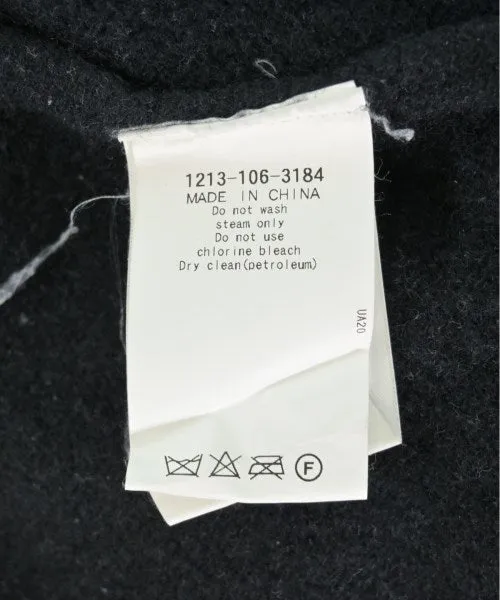 1213-106-3184
MADE IN CHINA
Do not wash
steam only
Do not use
chlorine bleach
Dry clean(petroleum)
UA20
F